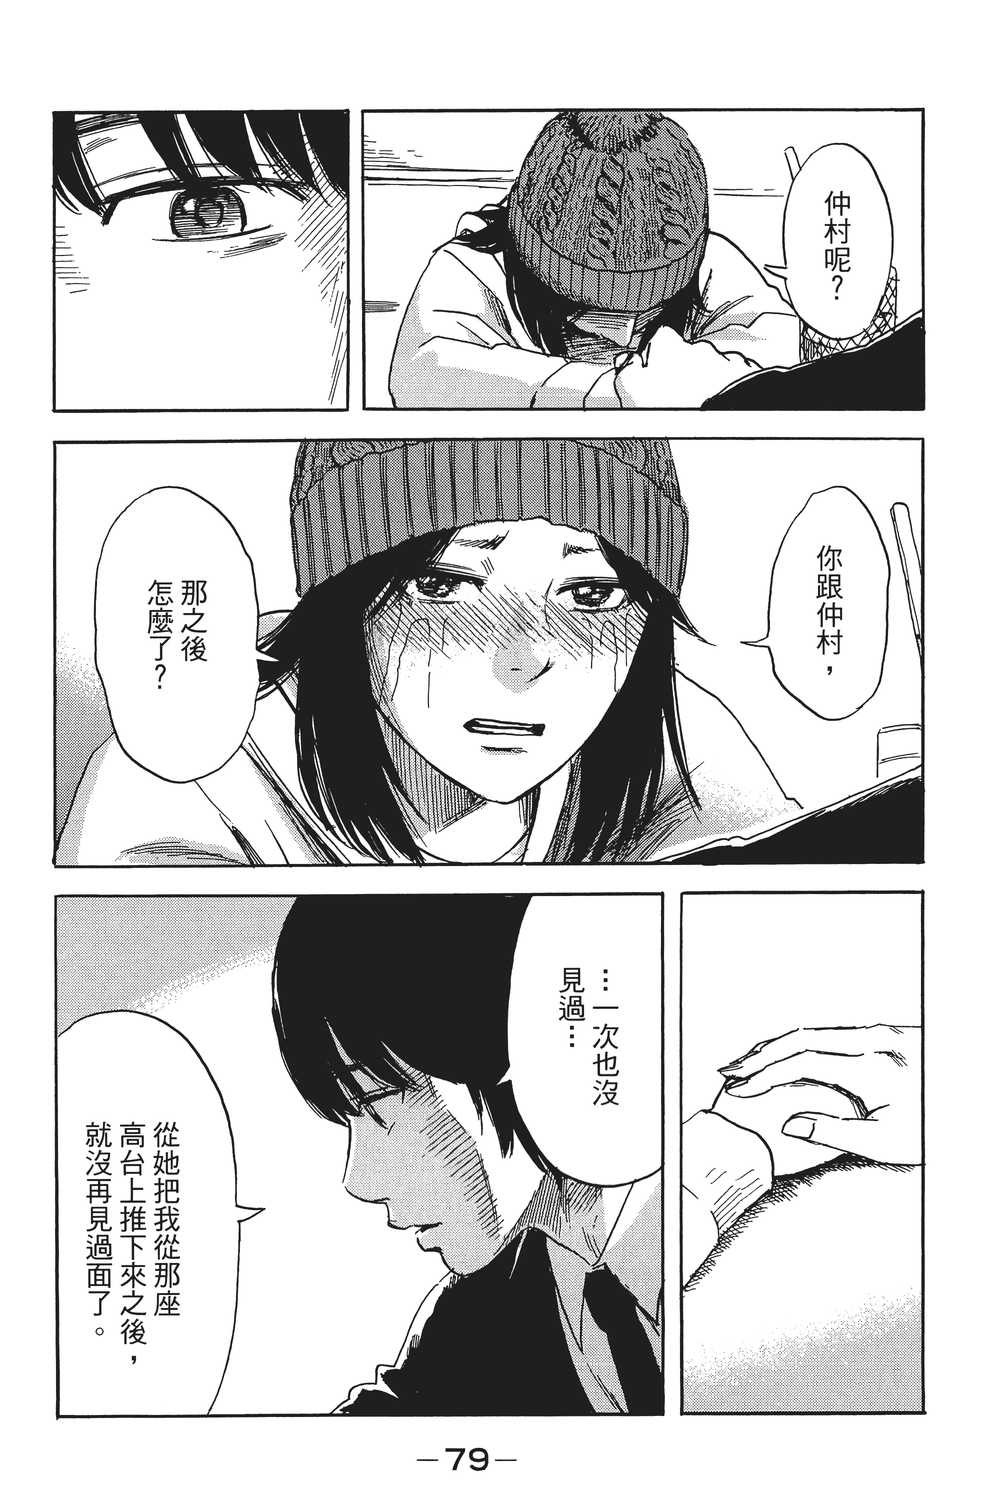 仲村呢？
你跟仲村，
那之後
怎麼了？
⋯一次也沒
見過⋯
從她把我從那座
高台上推下來之後，
就沒再見過面了。
—79—